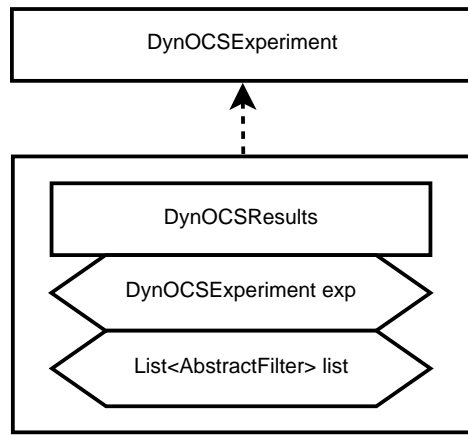 DynOCSExperiment
DynOCSResults
DynOCSExperiment exp
List<AbstractFilter> list